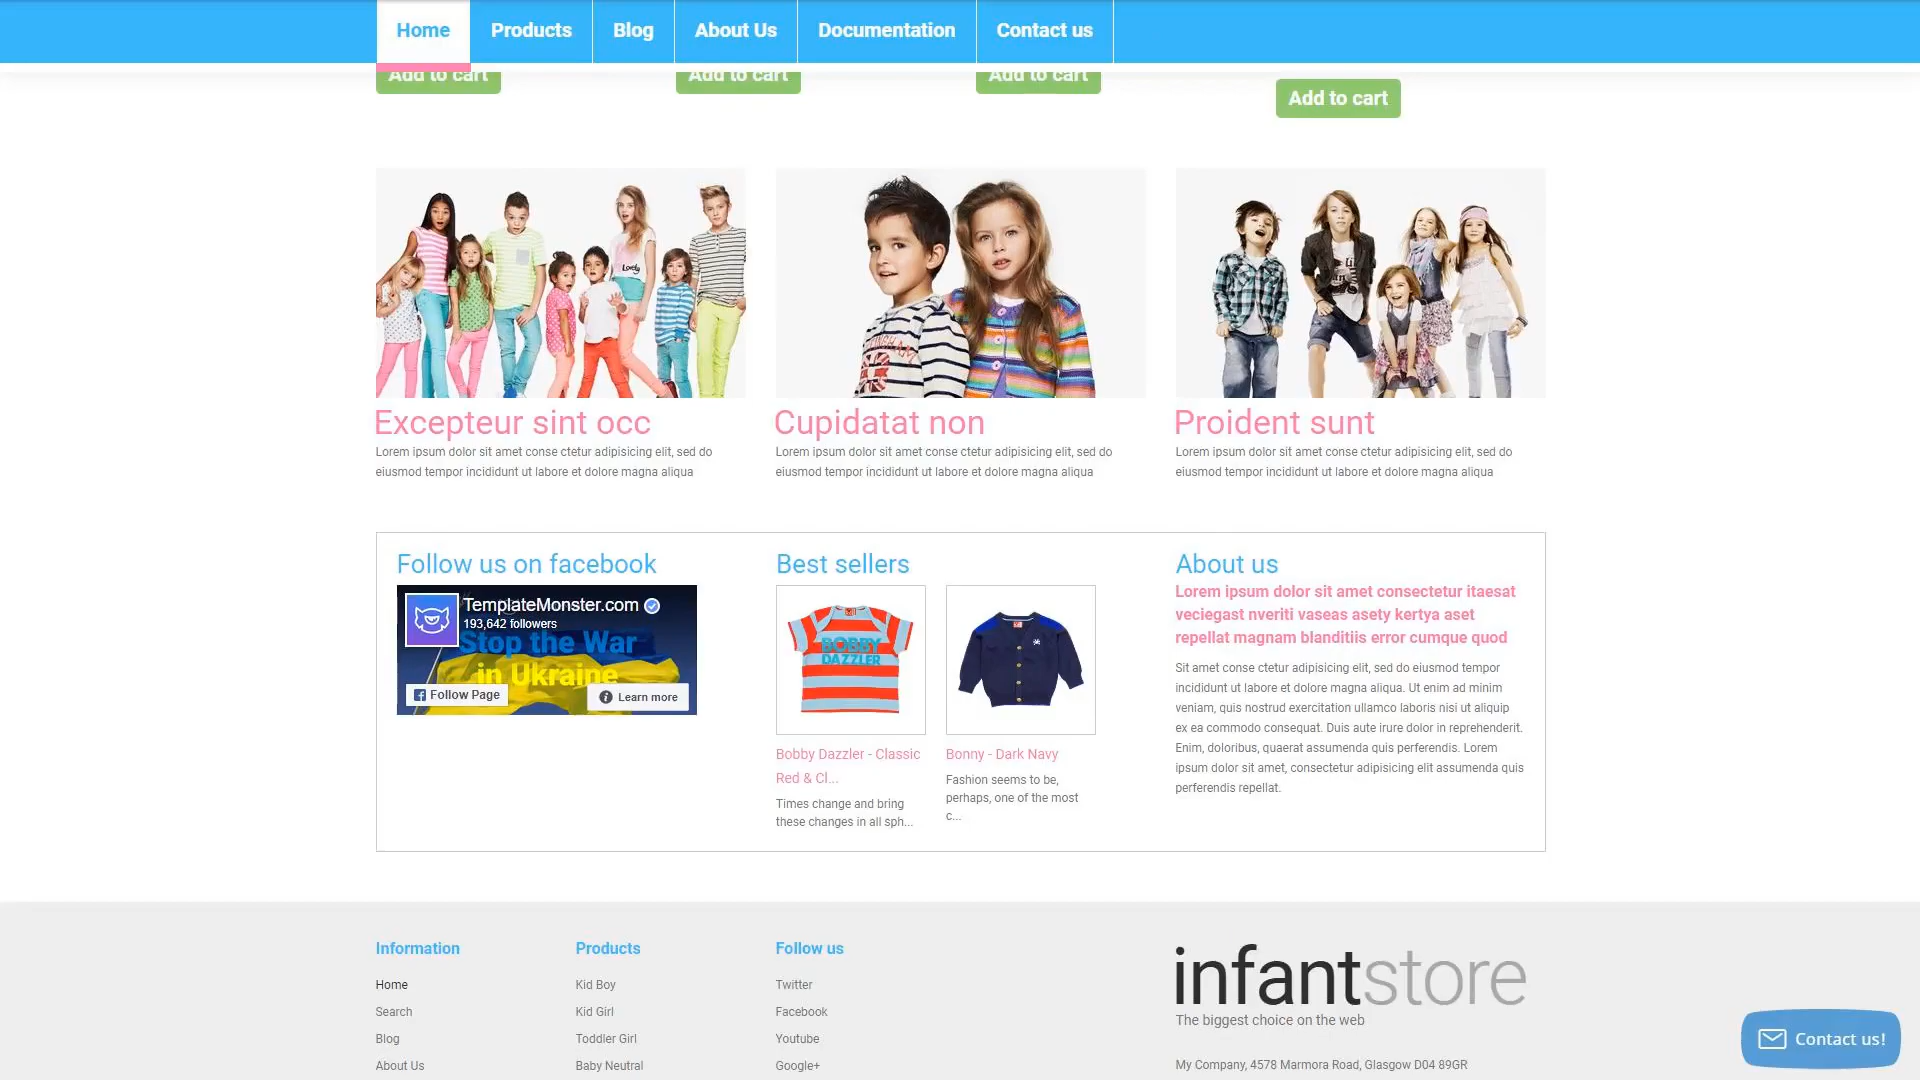 Home
Products
Blog
About Us
Documentation
Contact us
Add to cart
Add to cart
Add to cart
Add to cart
Lovely
Excepteur sint occ
Lorem ipsum dolor sit amet conse ctetur adipisicing elit, sed do
eiusmod tempor incididunt ut labore et dolore magna aliqua
Cupidatat non
Lorem ipsum dolor sit amet conse ctetur adipisicing elit, sed do
eiusmod tempor incididunt ut labore et dolore magna aliqua
Proident sunt
Lorem ipsum dolor sit amet conse ctetur adipisicing elit, sed do
eiusmod tempor incididunt ut labore et dolore magna aliqua
Follow us on facebook
TemplateMonster.com
193,642 followers
Stop the War
in Ukraine
Follow Page
Learn more
Best sellers
BOBBY
DAZZLER
Bobby Dazzler - Classic
Red & Cl...
Times change and bring
these changes in all sph...
Bonny - Dark Navy
Fashion seems to be,
perhaps, one of the most
c...
About us
Lorem ipsum dolor sit amet consectetur itaesat
veciegast nveriti vaseas asety kertya aset
repellat magnam blanditiis error cumque quod
Sit amet conse ctetur adipisicing elit, sed do eiusmod tempor
incididunt ut labore et dolore magna aliqua. Ut enim ad minim
veniam, quis nostrud exercitation ullamco laboris nisi ut aliquip
ex ea commodo consequat. Duis aute irure dolor in reprehenderit.
Enim, doloribus, quaerat assumenda quis perferendis. Lorem
ipsum dolor sit amet, consectetur adipisicing elit assumenda quis
perferendis repellat.
Information
Home
Search
Blog
About Us
Products
Kid Boy
Kid Girl
Toddler Girl
Baby Neutral
Follow us
Twitter
Facebook
Youtube
Google+
infantstore
The biggest choice on the web
My Company, 4578 Marmora Road, Glasgow D04 89GR
Contact us!